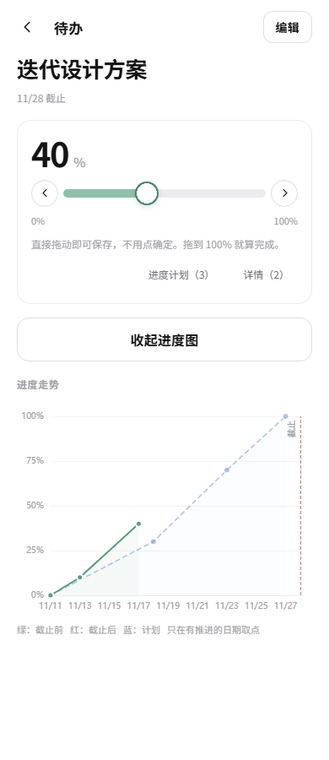 待办
编辑
迭代设计方案
11/28 截止
40 %
0%
100%
直接拖动即可保存，不用点确定。拖到 100% 就算完成。
进度计划（3）
详情（2）
收起进度图
进度走势
100%
截止
75%
50%
25%
0%
11/11 11/13 11/15 11/17 11/19 11/21 11/23 11/25 11/27
绿：截止前 红：截止后 蓝：计划 只在有推进的日期取点